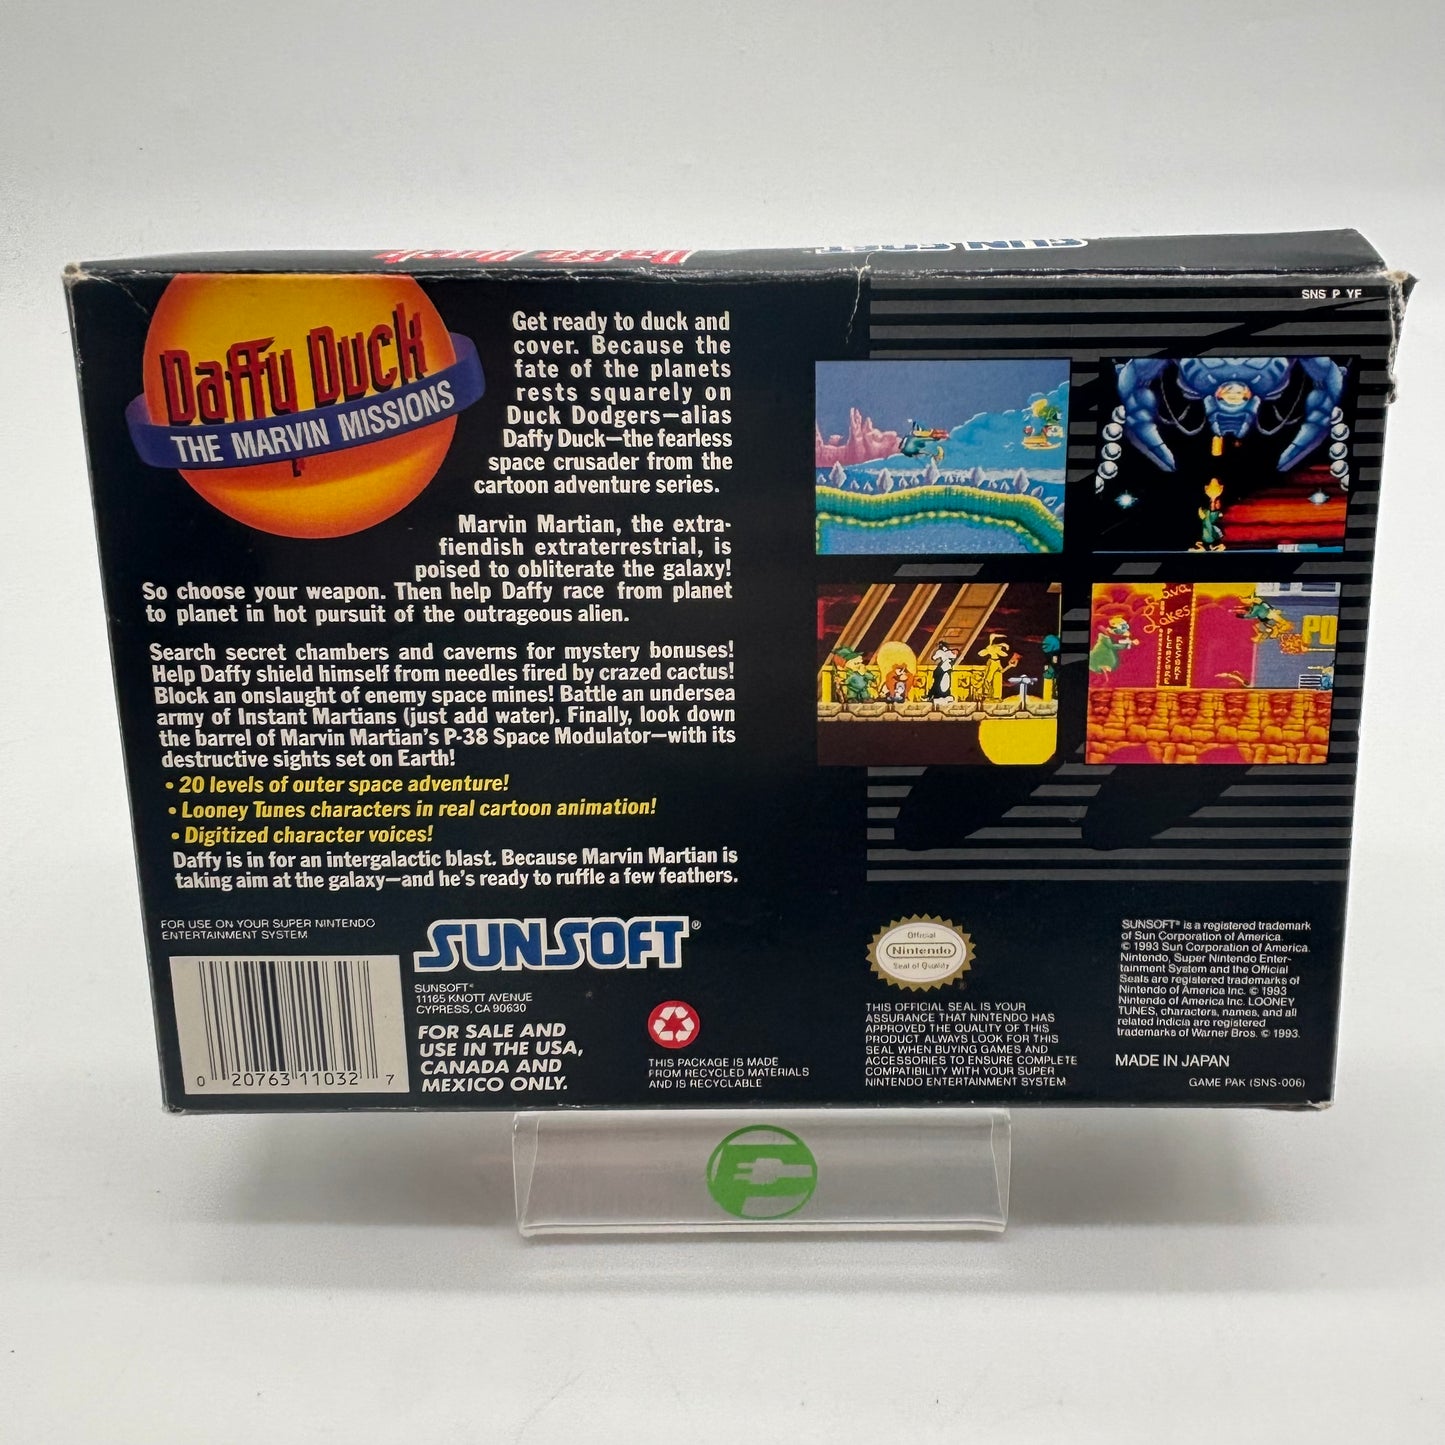 Daffy Duck
SUNSOFT
SNS P YF
Daffy Duck
THE MARVIN MISSIONS
Get ready to duck and
cover. Because the
fate of the planets
rests squarely on
Duck Dodgers—alias
Daffy Duck—the fearless
space crusader from the
cartoon adventure series.
Marvin Martian, the extra-
fiendish extraterrestrial, is
poised to obliterate the galaxy!
So choose your weapon. Then help Daffy race from planet
to planet in hot pursuit of the outrageous alien.
Search secret chambers and caverns for mystery bonuses!
Help Daffy shield himself from needles fired by crazed cactus!
Block an onslaught of enemy space mines! Battle an undersea
army of Instant Martians (just add water). Finally, look down
the barrel of Marvin Martian's P-38 Space Modulator—with its
destructive sights set on Earth!
• 20 levels of outer space adventure!
• Looney Tunes characters in real cartoon animation!
• Digitized character voices!
Daffy is in for an intergalactic blast. Because Marvin Martian is
taking aim at the galaxy—and he's ready to ruffle a few feathers.
PLEASURE
RESORT
PO
FOR USE ON YOUR SUPER NINTENDO
ENTERTAINMENT SYSTEM
0 20763 11032 7
SUNSOFT®
SUNSOFT®
11165 KNOTT AVENUE
CYPRESS, CA 90630
FOR SALE AND
USE IN THE USA,
CANADA AND
MEXICO ONLY.
THIS PACKAGE IS MADE
FROM RECYCLED MATERIALS
AND IS RECYCLABLE
Official
Nintendo
Seal of Quality
®
THIS OFFICIAL SEAL IS YOUR
ASSURANCE THAT NINTENDO HAS
APPROVED THE QUALITY OF THIS
PRODUCT. ALWAYS LOOK FOR THIS
SEAL WHEN BUYING GAMES AND
ACCESSORIES TO ENSURE COMPLETE
COMPATIBILITY WITH YOUR SUPER
NINTENDO ENTERTAINMENT SYSTEM.
SUNSOFT® is a registered trademark
of Sun Corporation of America.
© 1993 Sun Corporation of America.
Nintendo, Super Nintendo Enter-
tainment System and the Official
Seals are registered trademarks of
Nintendo of America Inc. © 1993
Nintendo of America Inc. LOONEY
TUNES, characters, names, and all
related indicia are registered
trademarks of Warner Bros. © 1993.
MADE IN JAPAN
GAME PAK (SNS-006)